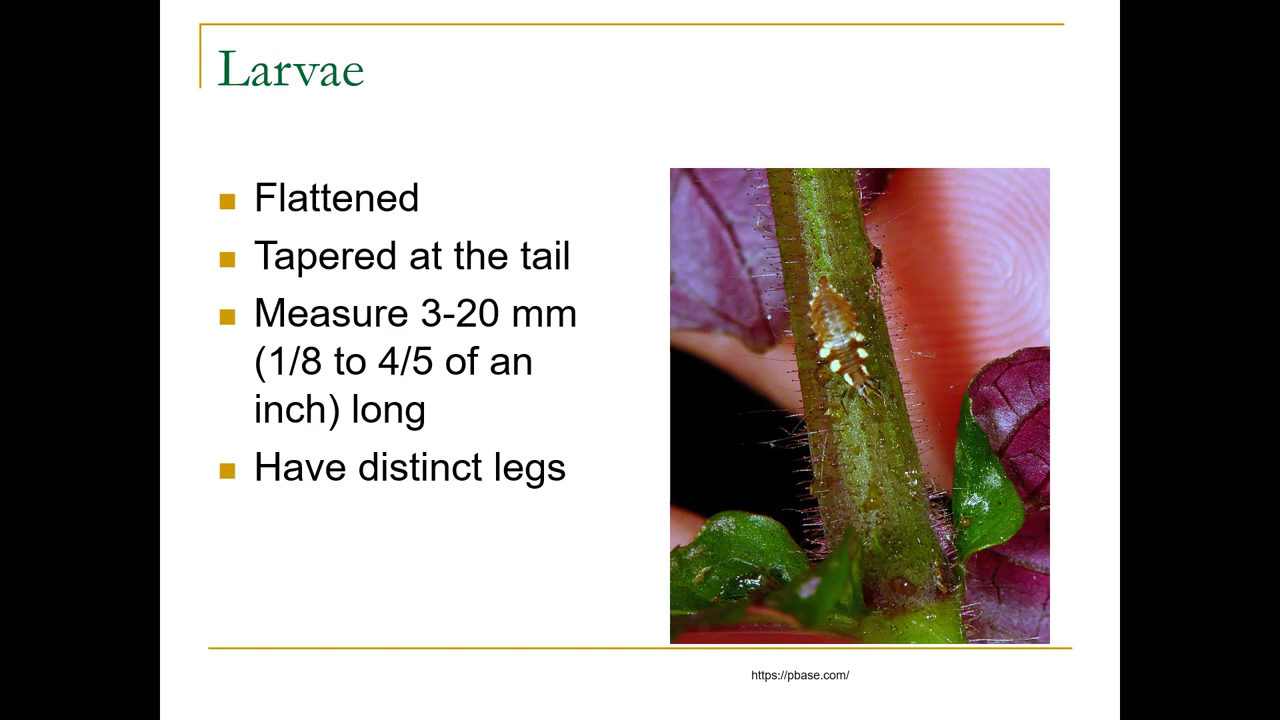 Larvae
Flattened
Tapered at the tail
Measure 3-20 mm
(1/8 to 4/5 of an
inch) long
Have distinct legs
https://pbase.com/